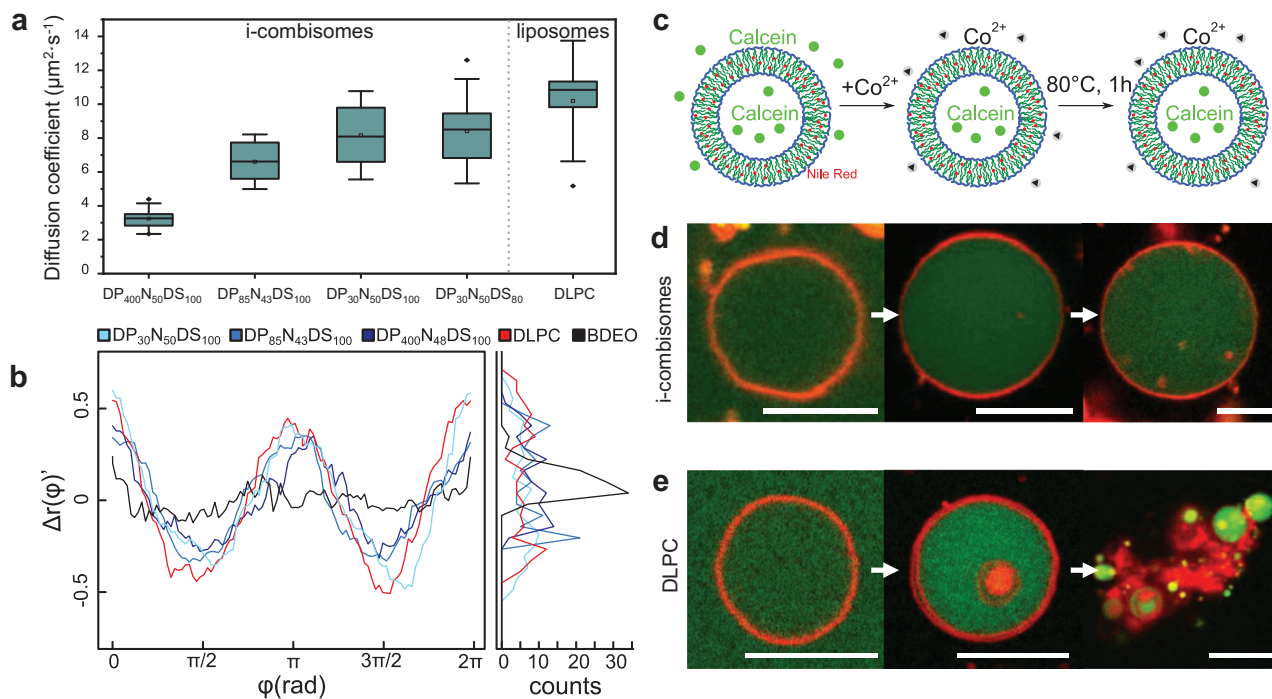 a
i-combisomes
liposomes
Diffusion coefficient (µm²·s⁻¹)
14
12
10
8
6
4
2
0
DP₄₀₀N₅₀DS₁₀₀
DP₈₅N₄₃DS₁₀₀
DP₃₀N₅₀DS₁₀₀
DP₃₀N₅₀DS₈₀
DLPC
DP₃₀N₅₀DS₁₀₀
DP₈₅N₄₃DS₁₀₀
DP₄₀₀N₄₈DS₁₀₀
DLPC
BDEO
b
Δr(φ)'
0.5
0
-0.5
0
π/2
π
3π/2
2π
φ(rad)
0
10
20
30
counts
c
Calcein
Calcein
Nile Red
+Co²⁺
Co²⁺
Calcein
80°C, 1h
Co²⁺
Calcein
d
i-combisomes
e
DLPC